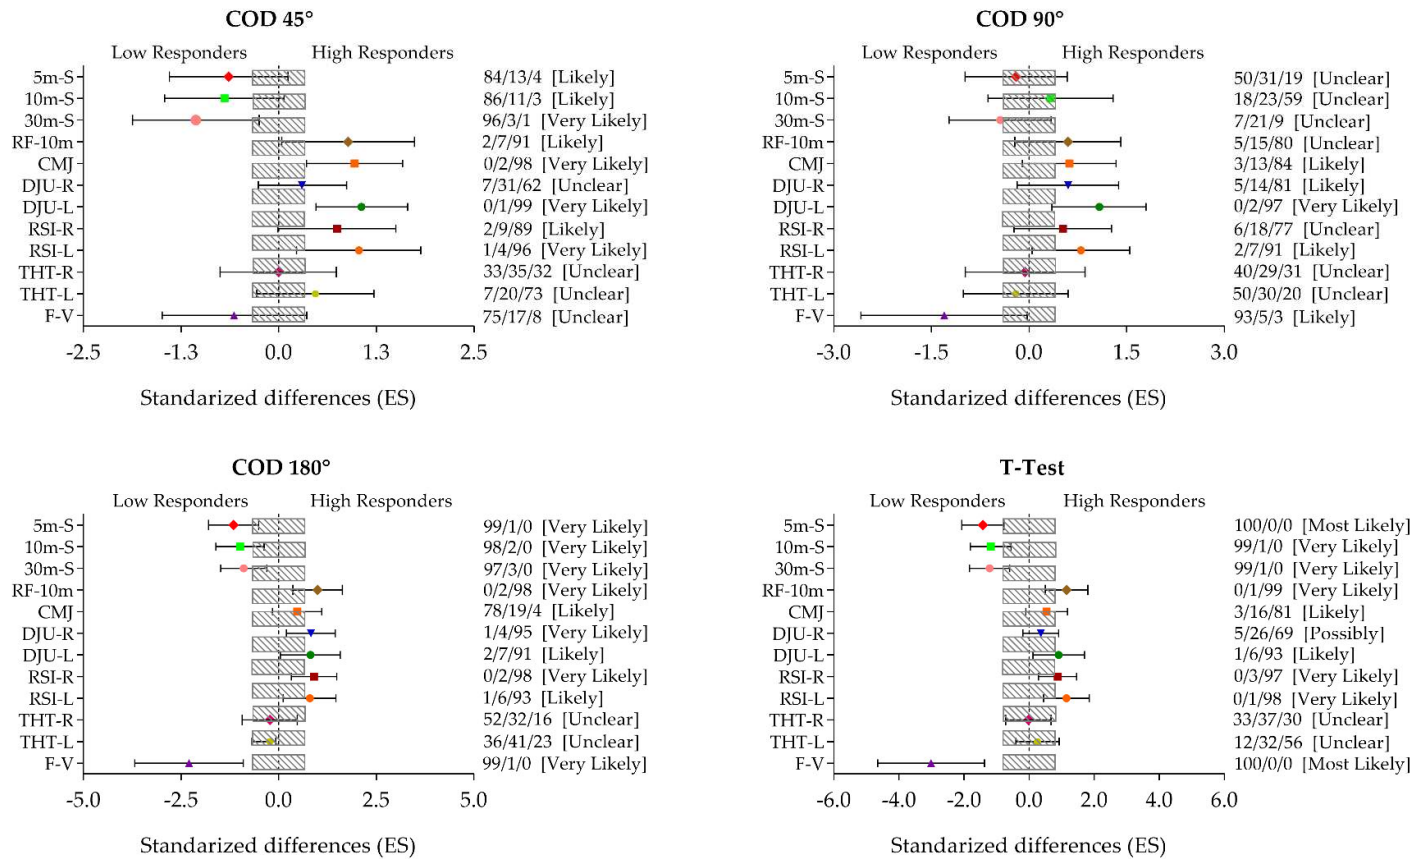 COD 45°
Low Responders High Responders
5m-S 84/13/4 [Likely]
10m-S 86/11/3 [Likely]
30m-S 96/3/1 [Very Likely]
RF-10m 2/7/91 [Likely]
CMJ 0/2/98 [Very Likely]
DJU-R 7/31/62 [Unclear]
DJU-L 0/1/99 [Very Likely]
RSI-R 2/9/89 [Likely]
RSI-L 1/4/96 [Very Likely]
THT-R 33/35/32 [Unclear]
THT-L 7/20/73 [Unclear]
F-V 75/17/8 [Unclear]
-2.5 -1.3 0.0 1.3 2.5
Standarized differences (ES)
COD 90°
Low Responders High Responders
5m-S 50/31/19 [Unclear]
10m-S 18/23/59 [Unclear]
30m-S 7/21/9 [Unclear]
RF-10m 5/15/80 [Unclear]
CMJ 3/13/84 [Likely]
DJU-R 5/14/81 [Likely]
DJU-L 0/2/97 [Very Likely]
RSI-R 6/18/77 [Unclear]
RSI-L 2/7/91 [Likely]
THT-R 40/29/31 [Unclear]
THT-L 50/30/20 [Unclear]
F-V 93/5/3 [Likely]
-3.0 -1.5 0.0 1.5 3.0
Standarized differences (ES)
COD 180°
Low Responders High Responders
5m-S 99/1/0 [Very Likely]
10m-S 98/2/0 [Very Likely]
30m-S 97/3/0 [Very Likely]
RF-10m 0/2/98 [Very Likely]
CMJ 78/19/4 [Likely]
DJU-R 1/4/95 [Very Likely]
DJU-L 2/7/91 [Likely]
RSI-R 0/2/98 [Very Likely]
RSI-L 1/6/93 [Likely]
THT-R 52/32/16 [Unclear]
THT-L 36/41/23 [Unclear]
F-V 99/1/0 [Very Likely]
-5.0 -2.5 0.0 2.5 5.0
Standarized differences (ES)
T-Test
Low Responders High Responders
5m-S 100/0/0 [Most Likely]
10m-S 99/1/0 [Very Likely]
30m-S 99/1/0 [Very Likely]
RF-10m 0/1/99 [Very Likely]
CMJ 3/16/81 [Likely]
DJU-R 5/26/69 [Possibly]
DJU-L 1/6/93 [Likely]
RSI-R 0/3/97 [Very Likely]
RSI-L 0/1/98 [Very Likely]
THT-R 33/37/30 [Unclear]
THT-L 12/32/56 [Unclear]
F-V 100/0/0 [Most Likely]
-6.0 -4.0 -2.0 0.0 2.0 4.0 6.0
Standarized differences (ES)